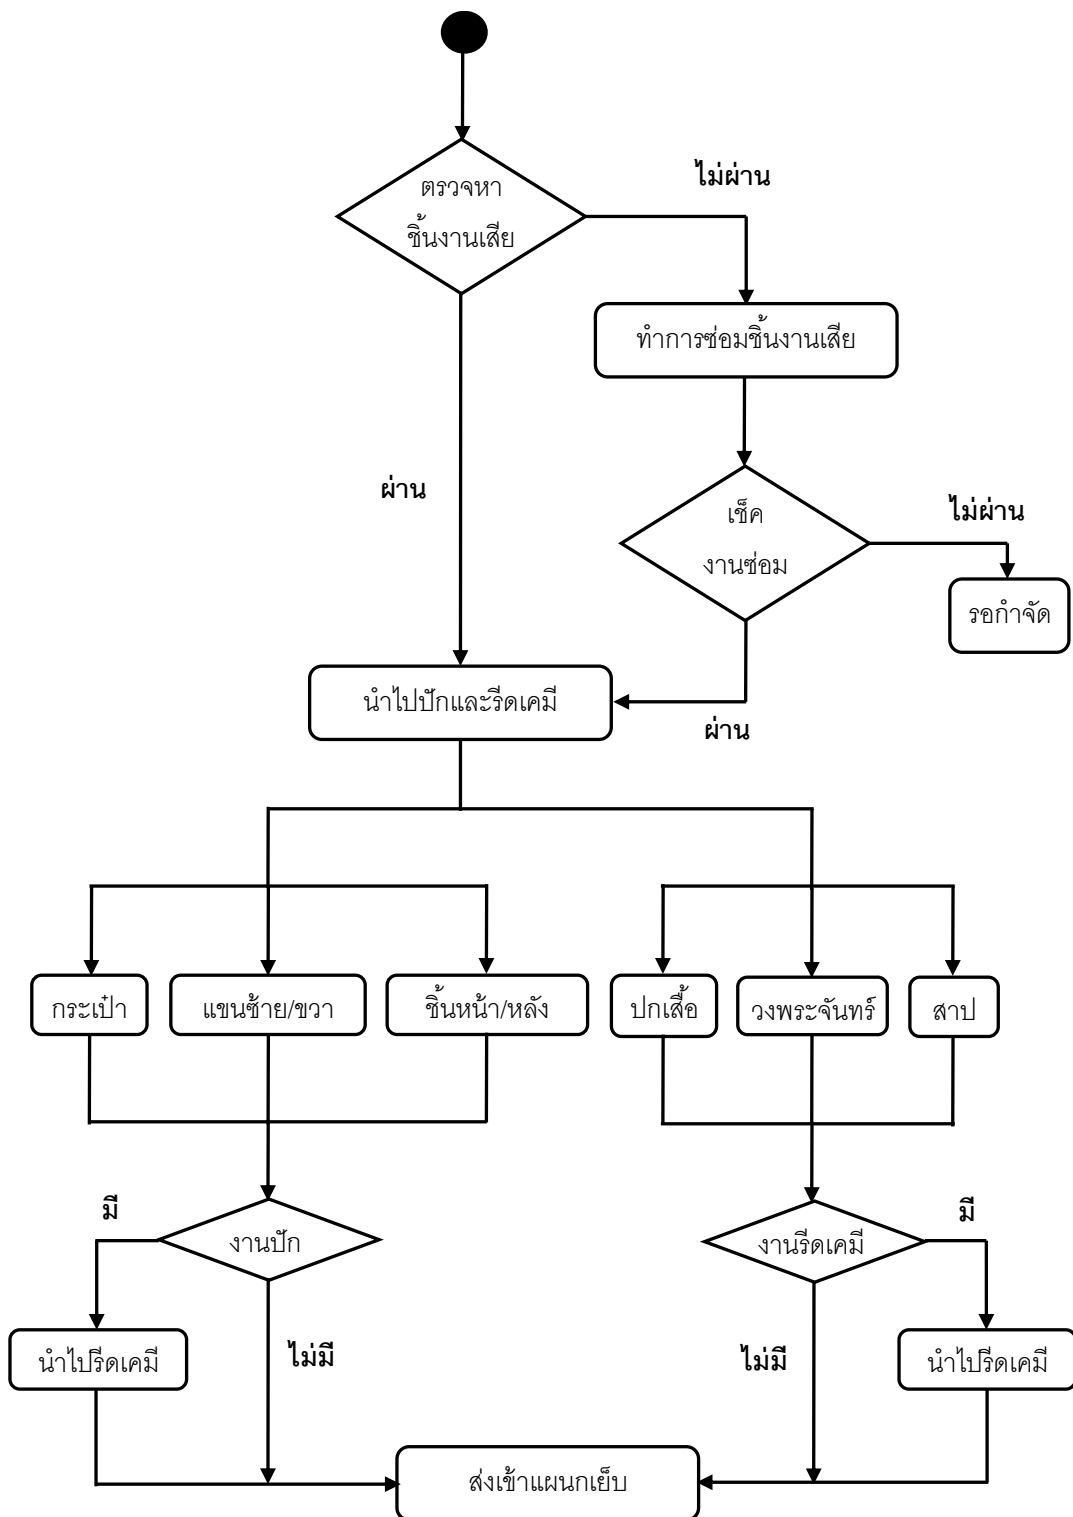 ตรวจหา
ชิ้นงานเสีย
ไม่ผ่าน
ทำการซ่อมชิ้นงานเสีย
ผ่าน
เช็ค
งานซ่อม
ไม่ผ่าน
รอกำจัด
นำไปปักและรีดเคมี
ผ่าน
กระเป๋า
แขนซ้าย/ขวา
ชิ้นหน้า/หลัง
ปกเสื้อ
วงพระจันทร์
สาป
มี
งานปัก
งานรีดเคมี
มี
นำไปรีดเคมี
ไม่มี
ไม่มี
นำไปรีดเคมี
ส่งเข้าแผนกเย็บ